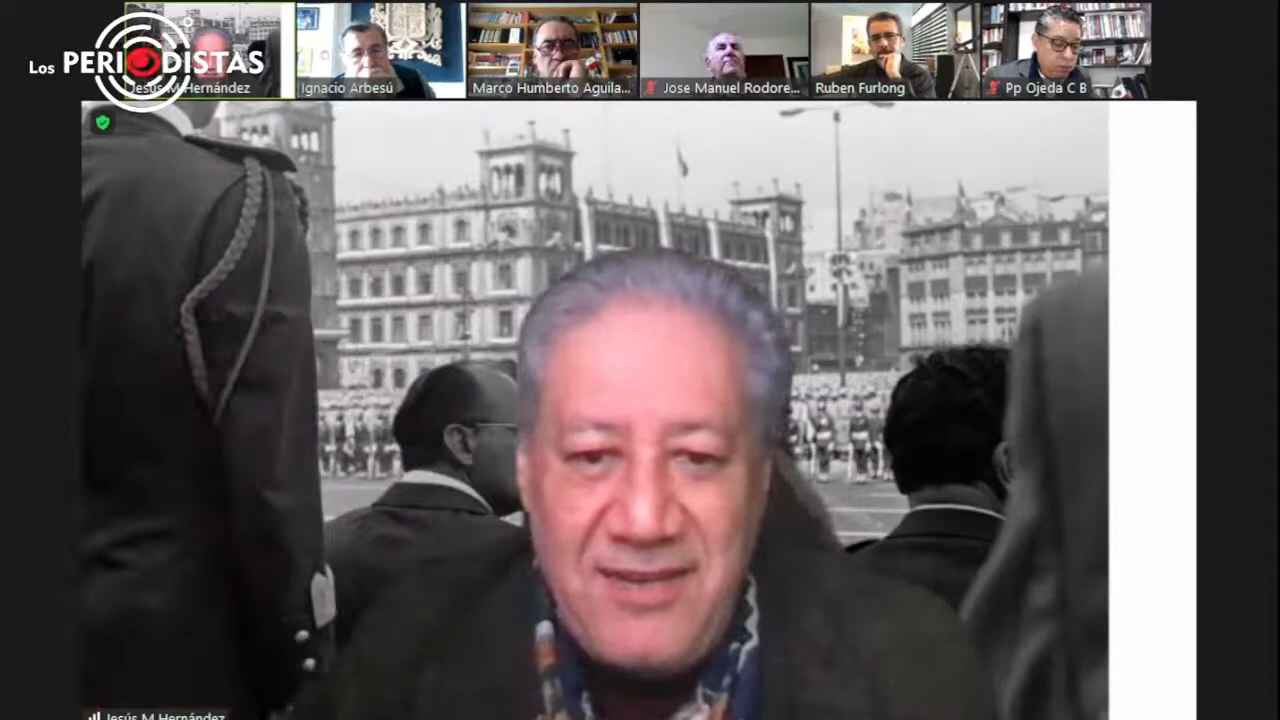 Los PERIODISTAS
Jesús M Hernández
Ignacio Arbesú
Marco Humberto Aguila...
Jose Manuel Rodore...
Ruben Furlong
Pp Ojeda C B
Jesús M Hernández